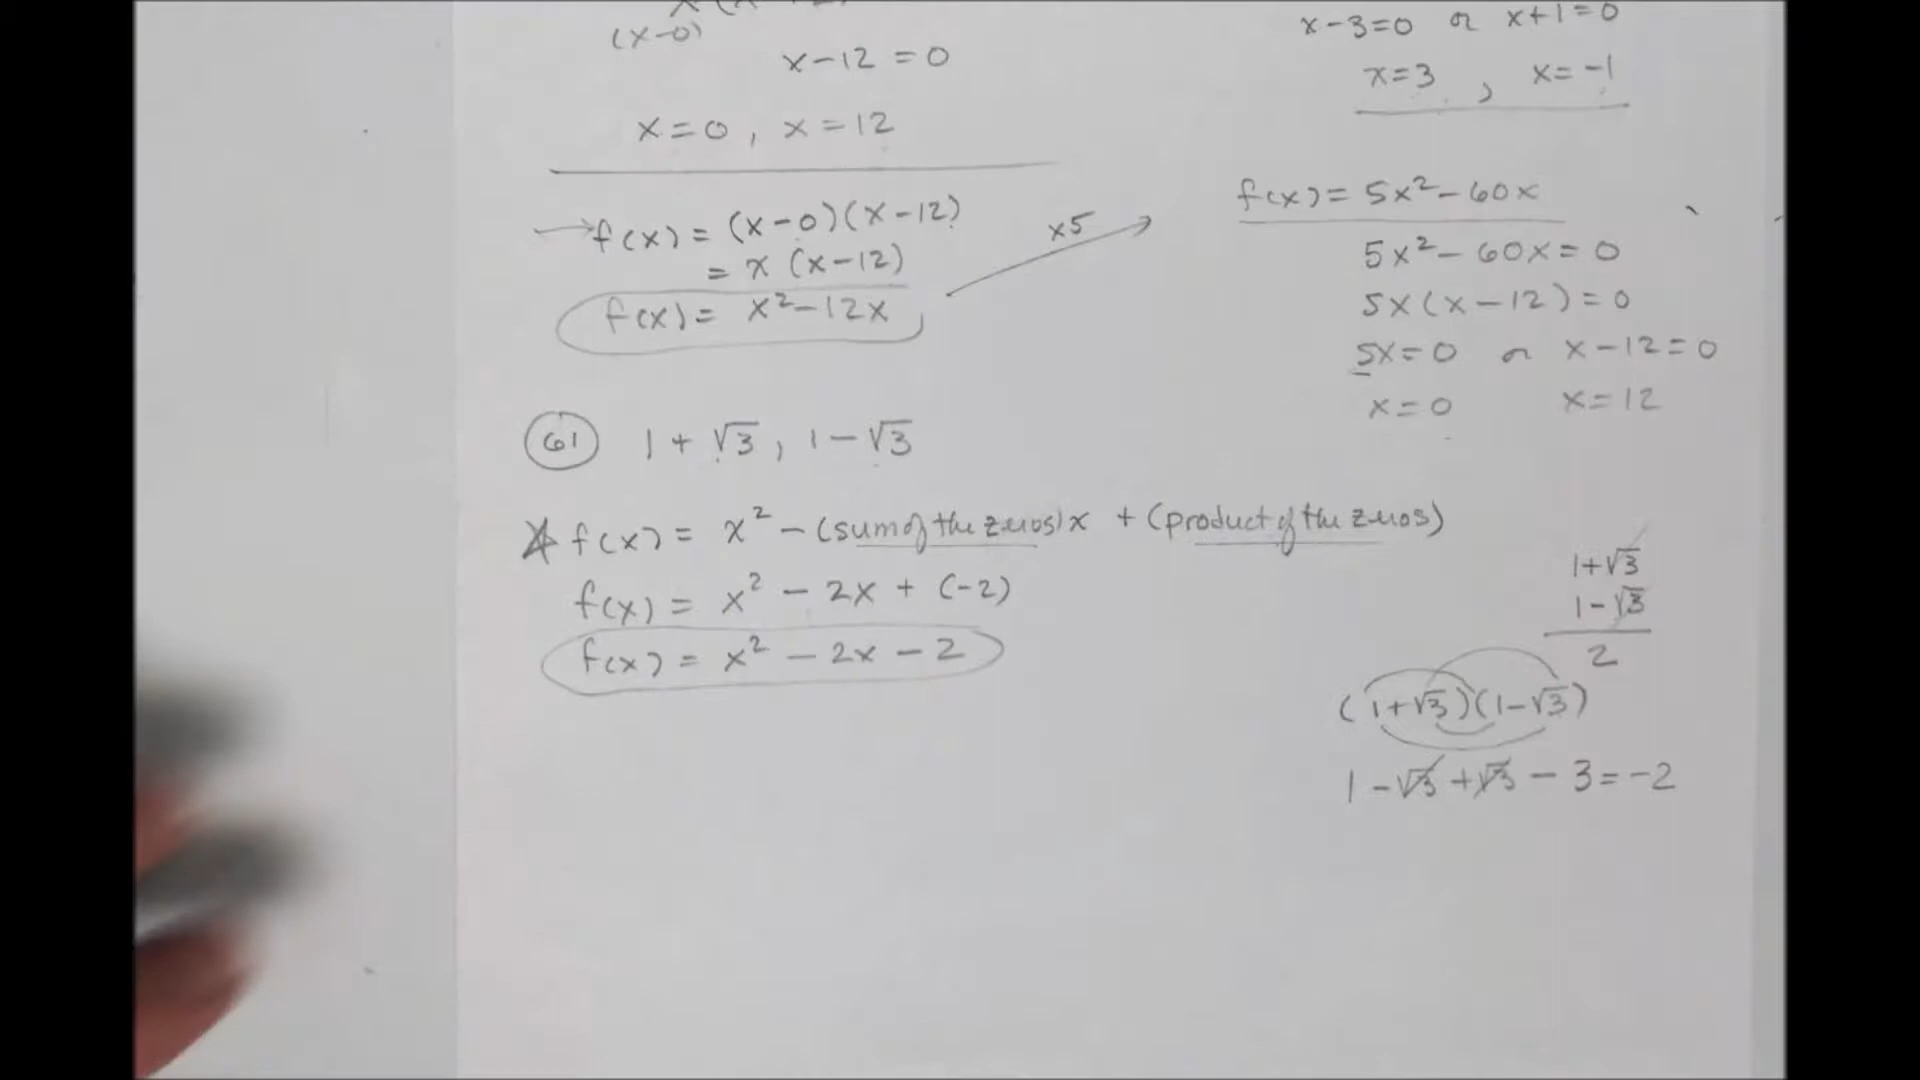 (x-0)
x-12 = 0
x=0, x=12
f(x) = (x-0)(x-12)
= x (x-12)
f(x) = x²-12x
x5
x-3=0 or x+1=0
x=3, x=-1
f(x) = 5x²-60x
5x²-60x=0
5x(x-12)=0
5x=0 or x-12=0
x=0 x=12
61 1+√3, 1-√3
f(x) = x² - (sum of the zeros)x + (product of the zeros)
f(x) = x² - 2x + (-2)
f(x) = x² - 2x - 2
1+√3
1-√3
2
(1+√3)(1-√3)
1-√3+√3-3=-2